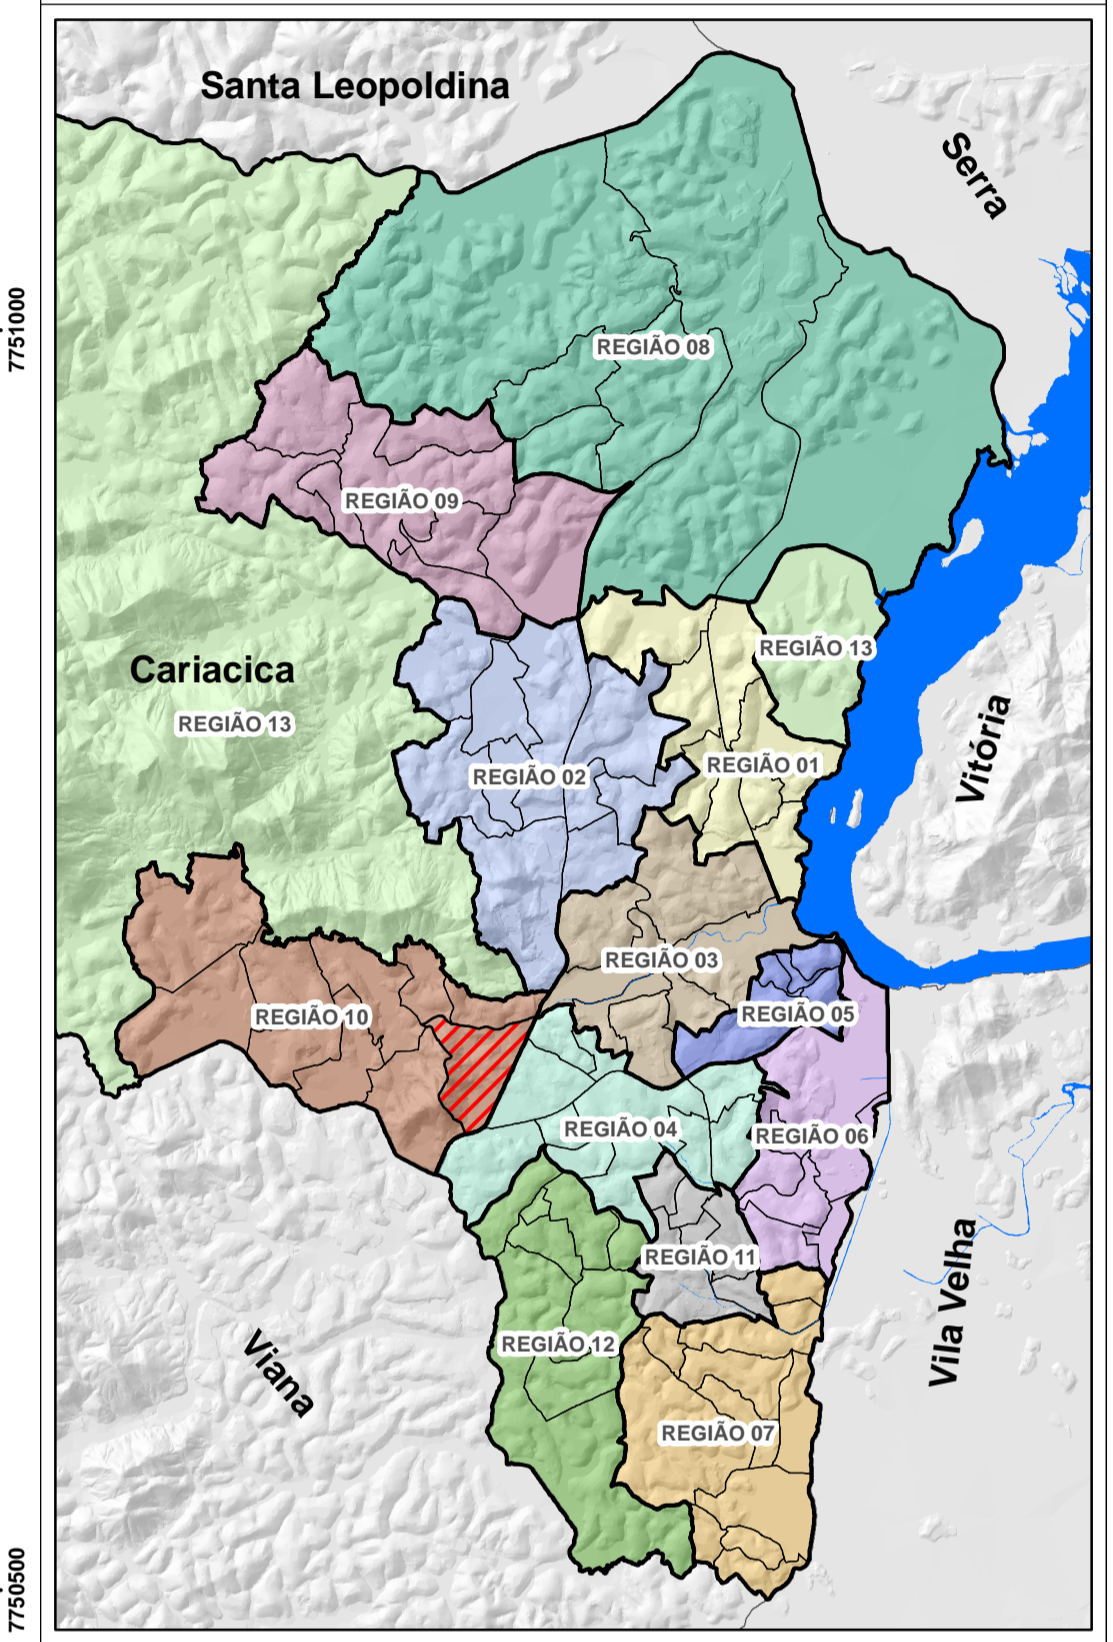 Santa Leopoldina
Serra
7751000
REGIÃO 08
REGIÃO 09
REGIÃO 13
Cariacica
REGIÃO 13
Vitória
REGIÃO 01
REGIÃO 02
REGIÃO 03
REGIÃO 10
REGIÃO 05
REGIÃO 04
REGIÃO 06
REGIÃO 11
Vila Velha
REGIÃO 12
Viana
REGIÃO 07
7750500